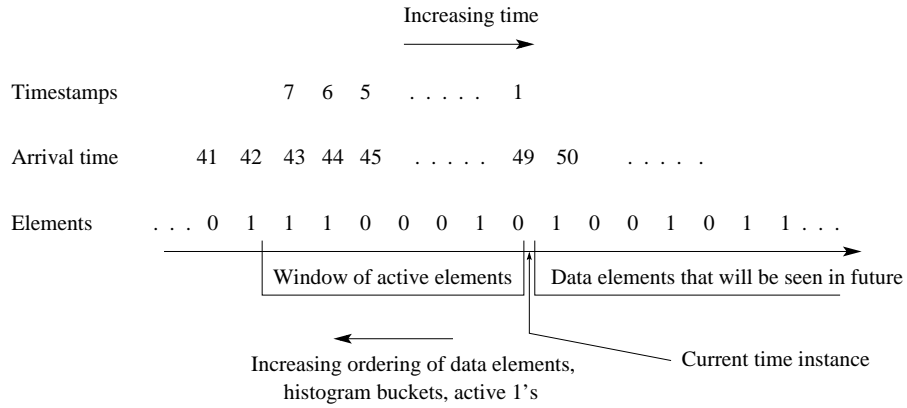 Increasing time
Timestamps 7 6 5 . . . . . 1
Arrival time 41 42 43 44 45 . . . . . 49 50 . . . . .
Elements . . . 0 1 1 1 0 0 0 1 0 1 0 0 1 0 1 1 . . .
Window of active elements Data elements that will be seen in future
Increasing ordering of data elements,
histogram buckets, active 1's
Current time instance